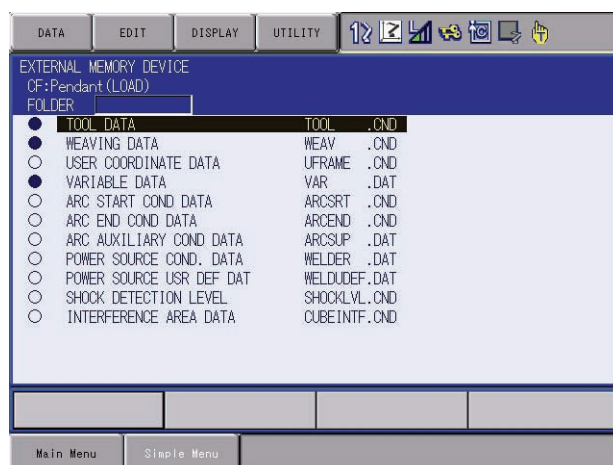 DATA EDIT DISPLAY UTILITY
EXTERNAL MEMORY DEVICE
CF:Pendant(LOAD)
FOLDER
TOOL DATA TOOL .CND
WEAVING DATA WEAV .CND
USER COORDINATE DATA UFRAME .CND
VARIABLE DATA VAR .DAT
ARC START COND DATA ARCSRT .CND
ARC END COND DATA ARCEND .CND
ARC AUXILIARY COND DATA ARCSUP .DAT
POWER SOURCE COND. DATA WELDER .DAT
POWER SOURCE USR DEF DAT WELDUDEF.DAT
SHOCK DETECTION LEVEL SHOCKLVL.CND
INTERFERENCE AREA DATA CUBEINTF.CND
Main Menu Simple Menu